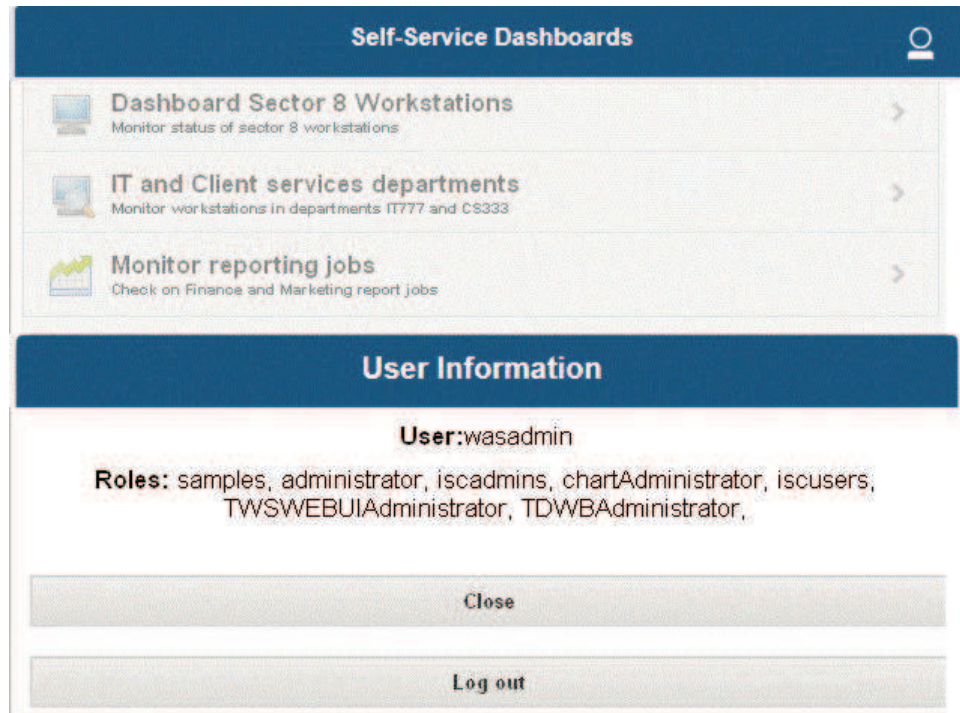 Self-Service Dashboards
Dashboard Sector 8 Workstations
Monitor status of sector 8 workstations
IT and Client services departments
Monitor workstations in departments IT777 and CS333
Monitor reporting jobs
Check on Finance and Marketing report jobs
User Information
User:wasadmin
Roles: samples, administrator, iscadmins, chartAdministrator, iscusers,
TWSWEBUIAdministrator, TDWBAdministrator,
Close
Log out